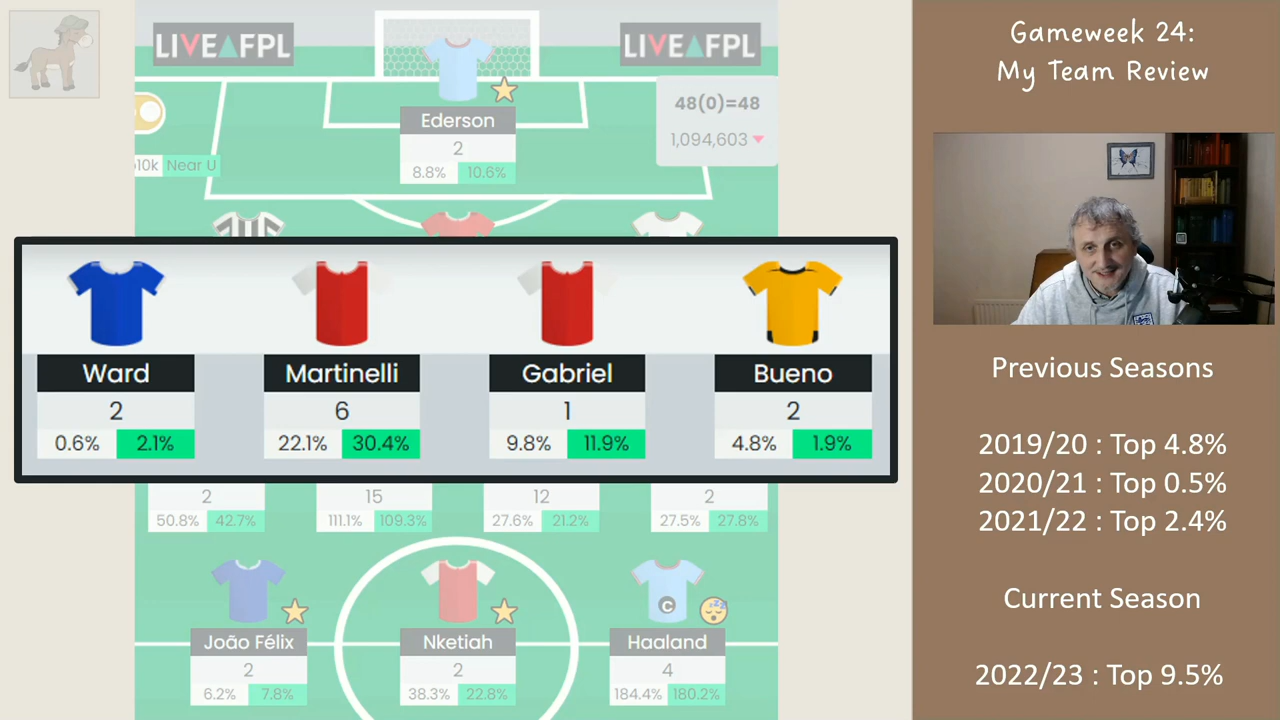 LIVEAFPL
LIVEAFPL
Ederson
2
8.8% 10.6%
48(0)=48
1,094,603
10k Near U
Ward
2
0.6% 2.1%
Martinelli
6
22.1% 30.4%
Gabriel
1
9.8% 11.9%
Bueno
2
4.8% 1.9%
2
50.8% 42.7%
15
111.1% 109.3%
12
27.6% 21.2%
2
27.5% 27.8%
João Félix
2
6.2% 7.8%
Nketiah
2
38.3% 22.8%
C
Haaland
4
184.4% 180.2%
Gameweek 24:
My Team Review
Previous Seasons
2019/20 : Top 4.8%
2020/21 : Top 0.5%
2021/22 : Top 2.4%
Current Season
2022/23 : Top 9.5%